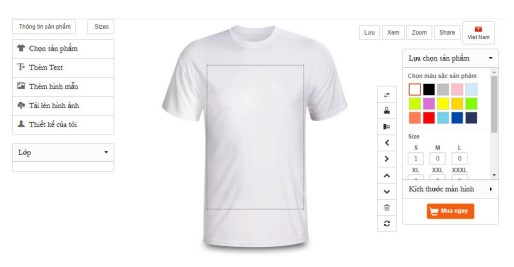 Thông tin sản phẩm
Sizes
Chọn sản phẩm
Thêm Text
Thêm hình mẫu
Tải lên hình ảnh
Thiết kế của tôi
Lớp
Lưu
Xem
Zoom
Share
Viet Nam
Lựa chọn sản phẩm
Chọn màu sắc sản phẩm
Size
S M L
1 0 0
XL XXL XXXL
Kích thước màn hình
Mua ngay